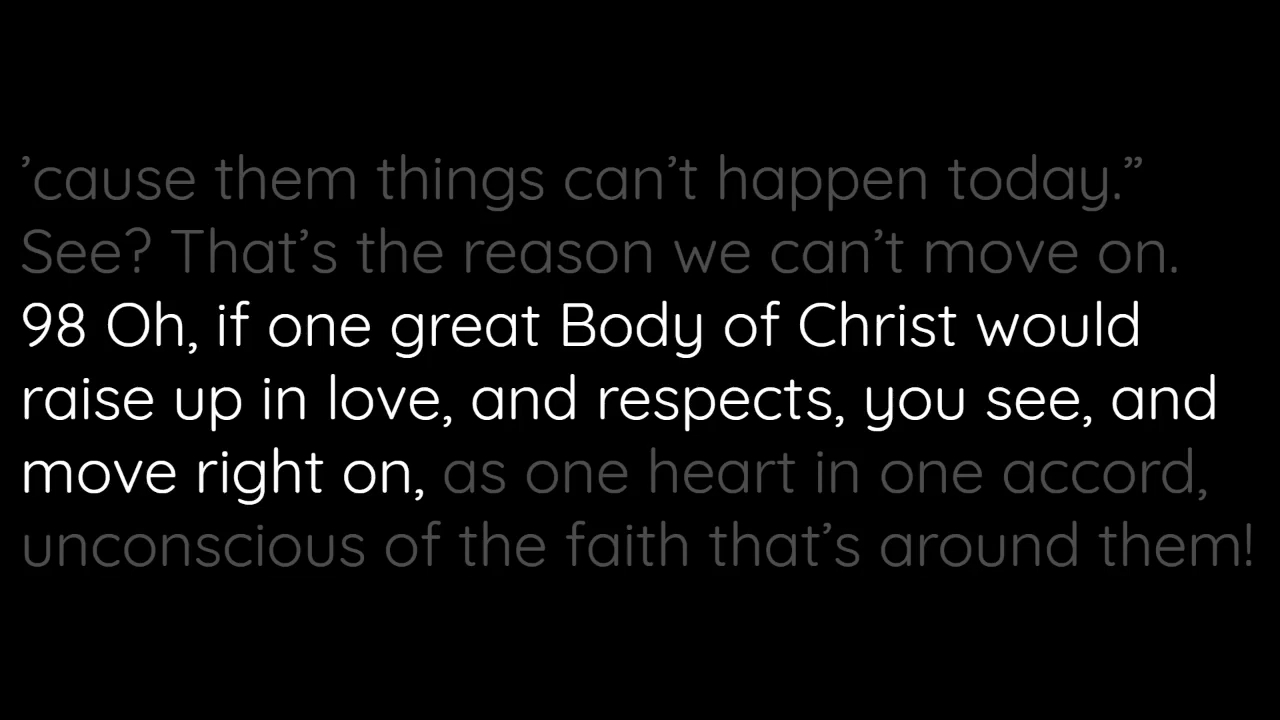 ’cause them things can’t happen today.”
See? That’s the reason we can’t move on.
98 Oh, if one great Body of Christ would
raise up in love, and respects, you see, and
move right on, as one heart in one accord,
unconscious of the faith that’s around them!